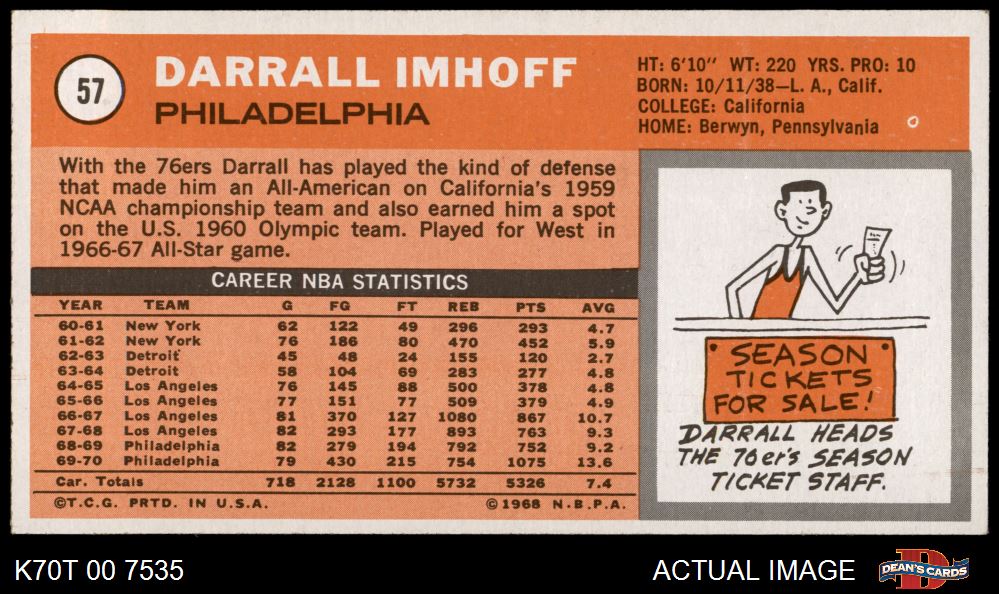 57
DARRALL IMHOFF
PHILADELPHIA
HT: 6'10" WT: 220 YRS. PRO: 10
BORN: 10/11/38—L. A., Calif.
COLLEGE: California
HOME: Berwyn, Pennsylvania
With the 76ers Darrall has played the kind of defense
that made him an All-American on California's 1959
NCAA championship team and also earned him a spot
on the U.S. 1960 Olympic team. Played for West in
1966-67 All-Star game.
CAREER NBA STATISTICS
YEAR TEAM G FG FT REB PTS AVG
60-61 New York 62 122 49 296 293 4.7
61-62 New York 76 186 80 470 452 5.9
62-63 Detroit 45 48 24 155 120 2.7
63-64 Detroit 58 104 69 283 277 4.8
64-65 Los Angeles 76 145 88 500 378 4.8
65-66 Los Angeles 77 151 77 509 379 4.9
66-67 Los Angeles 81 370 127 1080 867 10.7
67-68 Los Angeles 82 293 177 893 763 9.3
68-69 Philadelphia 82 279 194 792 752 9.2
69-70 Philadelphia 79 430 215 754 1075 13.6
Car. Totals 718 2128 1100 5732 5326 7.4
©T.C.G. PRTD. IN U.S.A. ©1968 N.B.P.A.
SEASON
TICKETS
FOR SALE!
DARRALL HEADS
THE 76er's SEASON
TICKET STAFF.
K70T 00 7535
ACTUAL IMAGE
D
DEAN'S CARDS